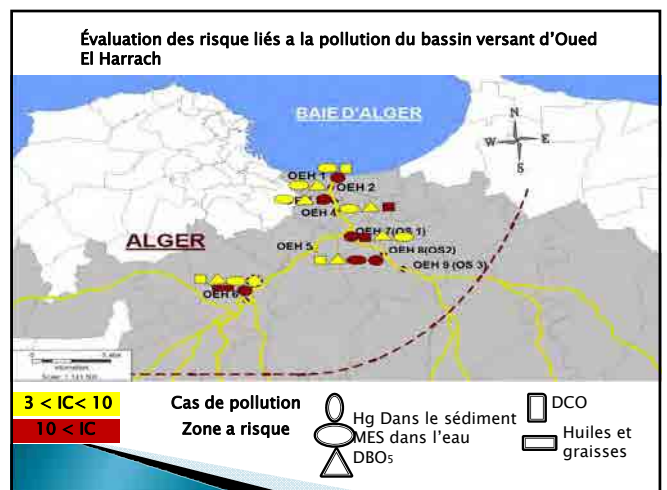 Évaluation des risque liés a la pollution du bassin versant d'Oued
El Harrach
BAIE D'ALGER
N
W E
S
OEH 1
OEH 2
OEH 4
OEH 7(OS 1)
ALGER
OEH 5
OEH 8(OS2)
OEH 9 (OS 3)
OEH 6
3 < IC< 10
Cas de pollution
10 < IC
Zone a risque
Hg Dans le sédiment
MES dans l'eau
DBO₅
DCO
Huiles et
graisses